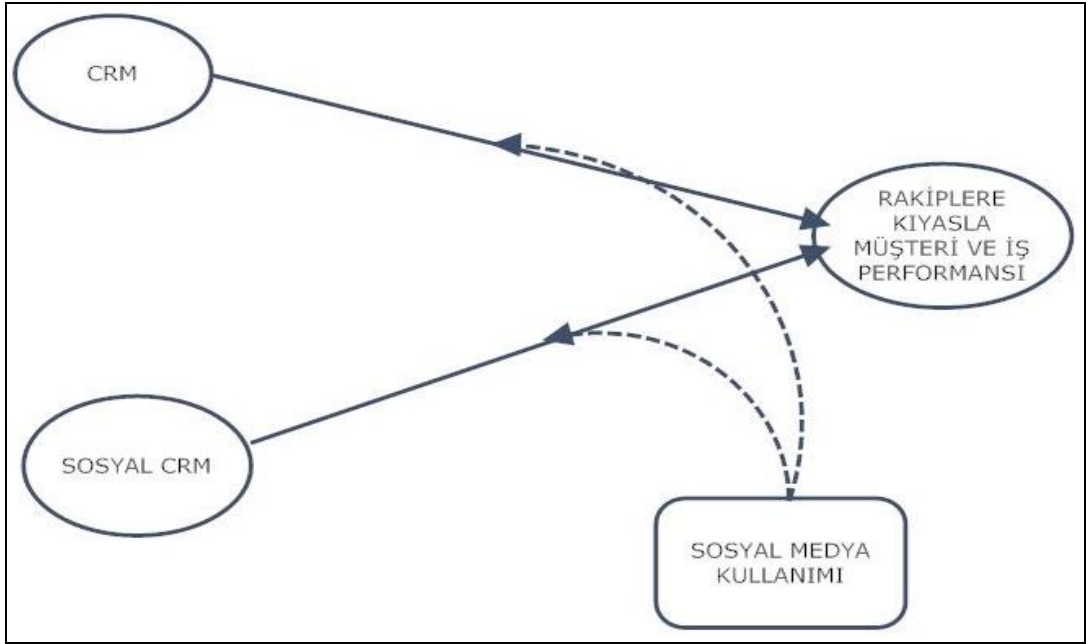 CRM
RAKİPLERE
KIYASLA
MÜŞTERİ VE İŞ
PERFORMANSI
SOSYAL CRM
SOSYAL MEDYA
KULLANIMI